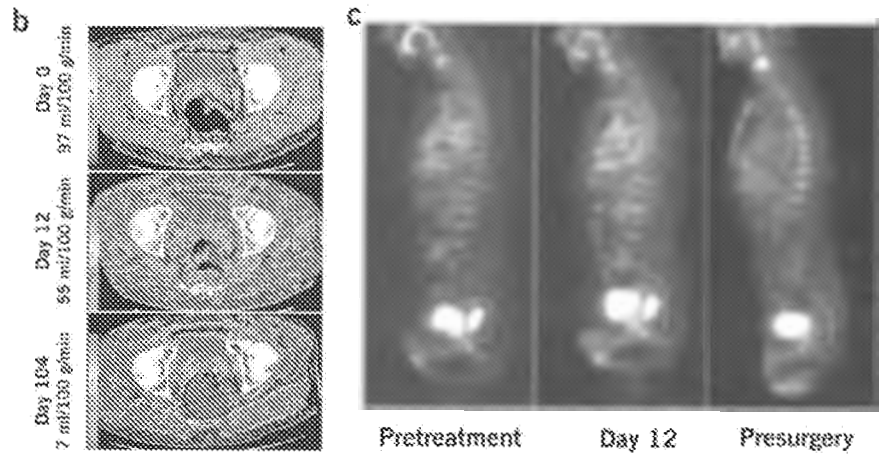 b
Day 0
97 ml/100 g/min
Day 12
55 ml/100 g/min
Day 184
7 ml/100 g/min
c
Pretreatment
Day 12
Presurgery